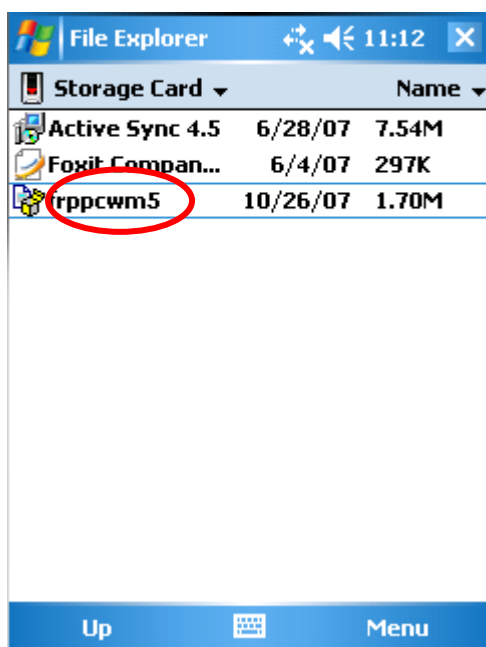 File Explorer 11:12
Storage Card Name
Active Sync 4.5 6/28/07 7.54M
Foxit Compan... 6/4/07 297K
frppcwm5 10/26/07 1.70M
Up Menu